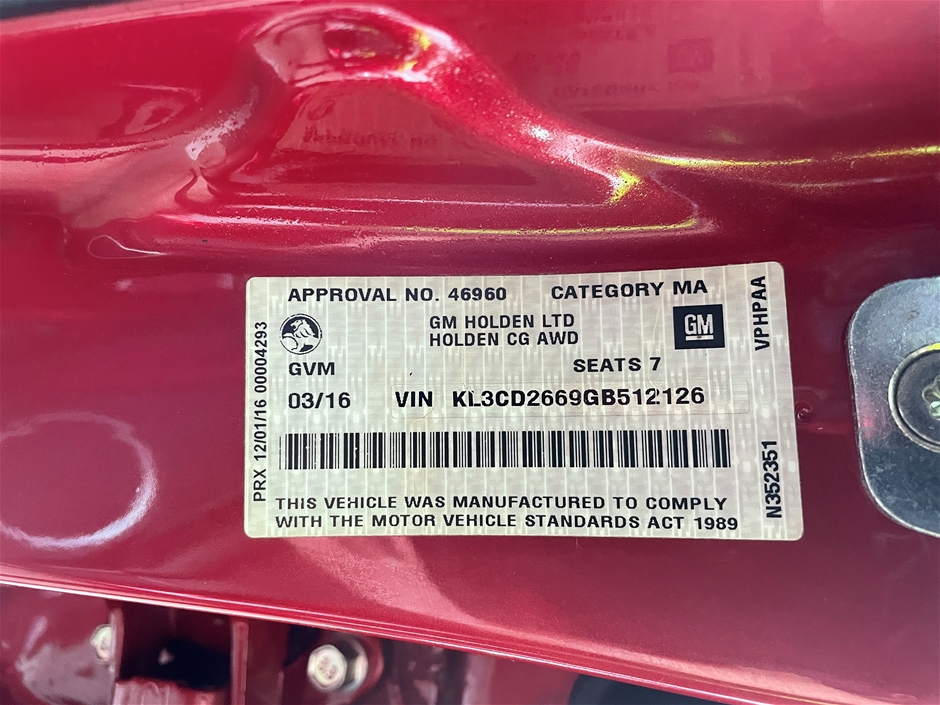 APPROVAL NO. 46960 CATEGORY MA
GM HOLDEN LTD
HOLDEN CG AWD
GM
GVM SEATS 7
03/16 VIN KL3CD2669GB512126
THIS VEHICLE WAS MANUFACTURED TO COMPLY
WITH THE MOTOR VEHICLE STANDARDS ACT 1989
PRX 12/01/16 00004293
VPHPAA
N352351